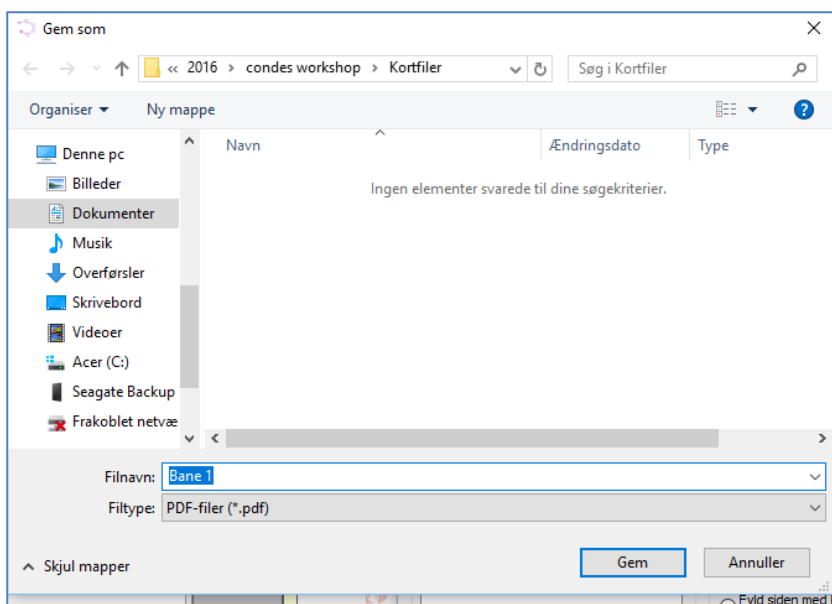 Gem som
« 2016 › condes workshop › Kortfiler
Søg i Kortfiler
Organiser
Ny mappe
Navn
Ændringsdato
Type
Ingen elementer svarede til dine søgekriterier.
Denne pc
Billeder
Dokumenter
Musik
Overførsler
Skrivebord
Videoer
Acer (C:)
Seagate Backup
Frakoblet netvæ
Filnavn: Bane 1
Filtype: PDF-filer (*.pdf)
Skjul mapper
Gem
Annuller
Fyld siden med